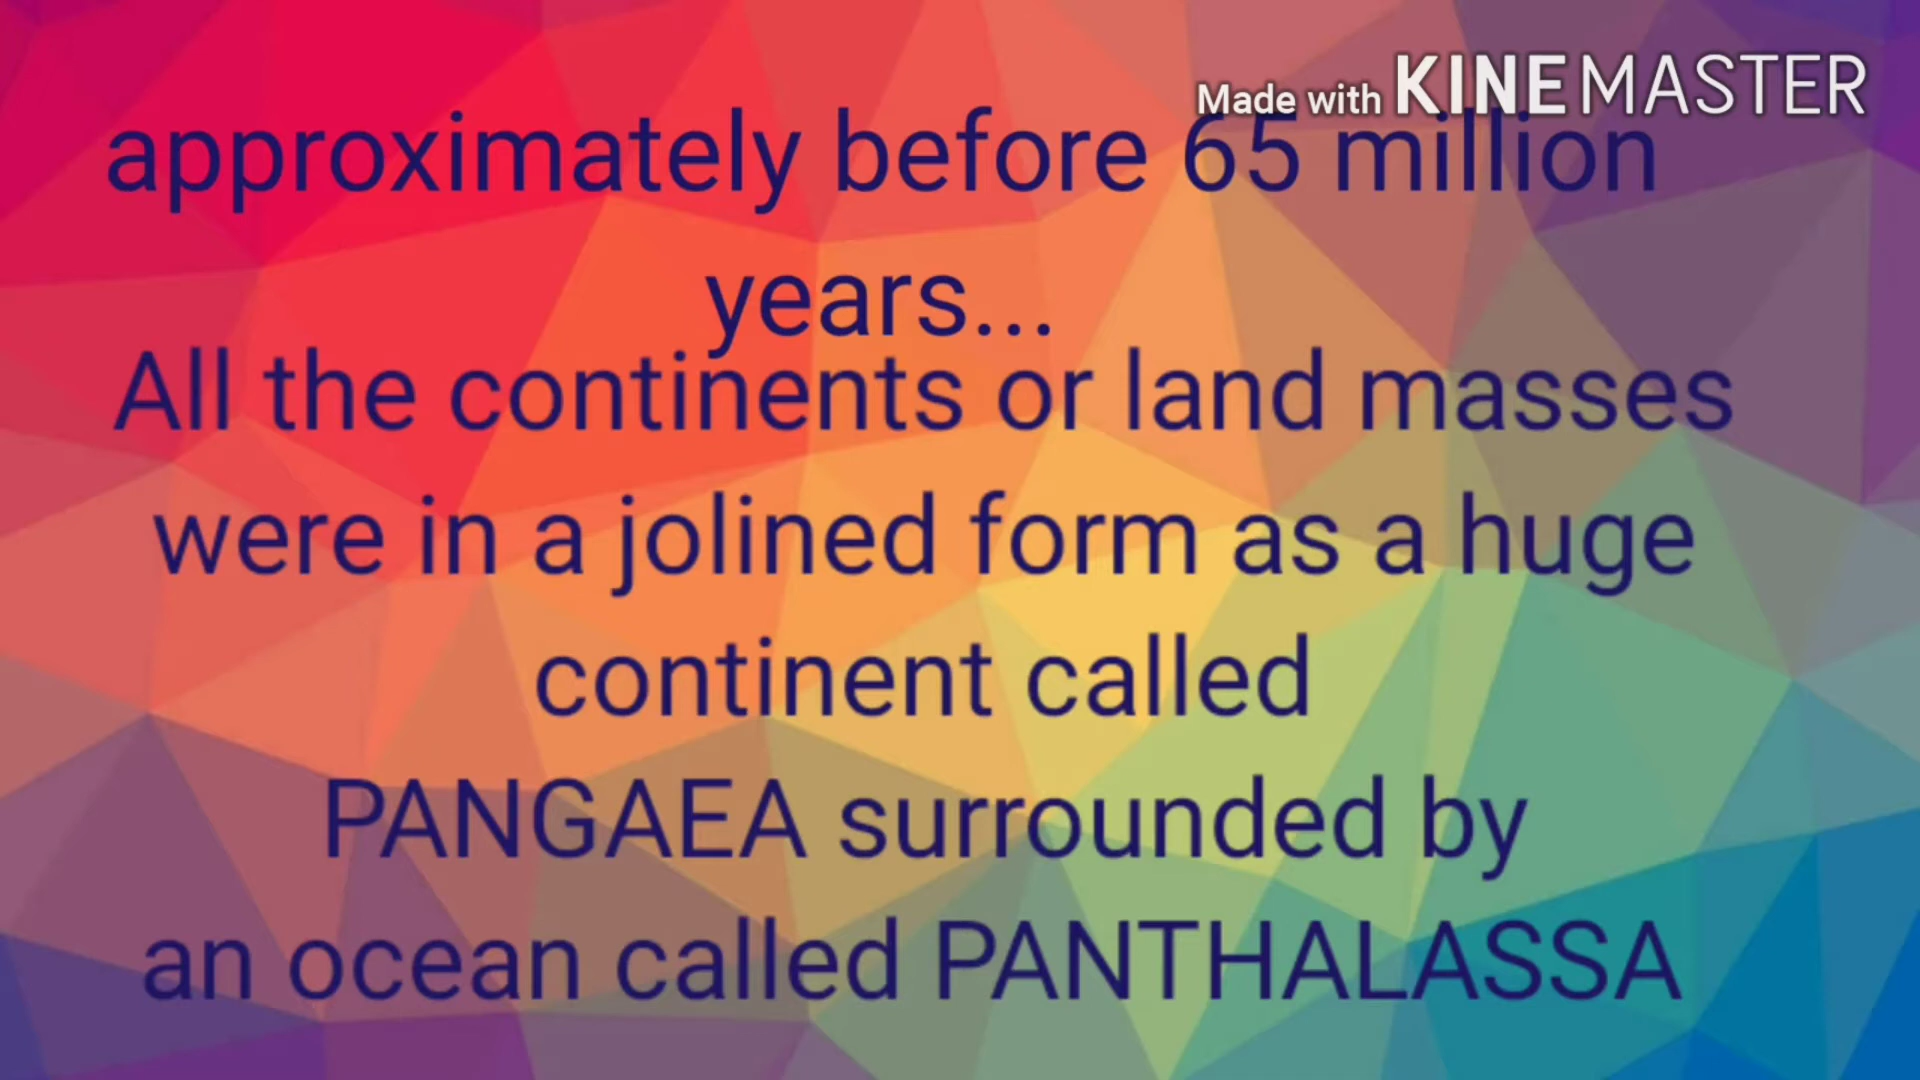 Made with KINEMASTER
approximately before 65 million
years...
All the continents or land masses
were in a jolined form as a huge
continent called
PANGAEA surrounded by
an ocean called PANTHALASSA